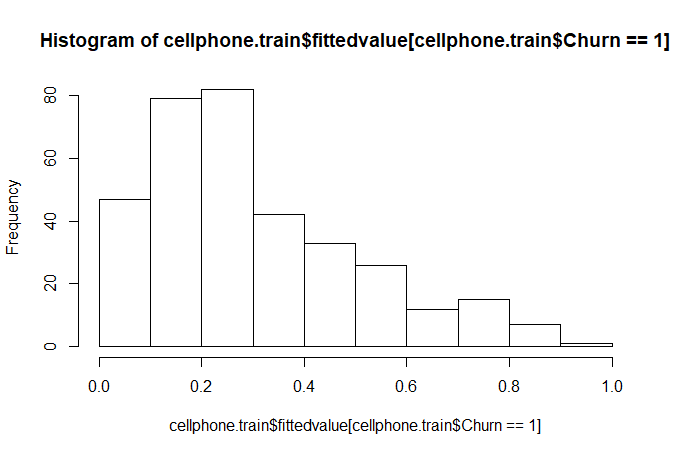 Histogram of cellphone.train$fittedvalue[cellphone.train$Churn == 1]
Frequency
80
60
40
20
0
0.0 0.2 0.4 0.6 0.8 1.0
cellphone.train$fittedvalue[cellphone.train$Churn == 1]